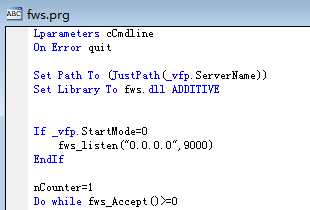 ABC fws.prg
Lparameters cCmdline
On Error quit
Set Path To (JustPath(_vfp.ServerName))
Set Library To fws.dll ADDITIVE
If _vfp.StartMode=0
fws_listen("0.0.0.0",9000)
EndIf
nCounter=1
Do while fws_Accept()>=0